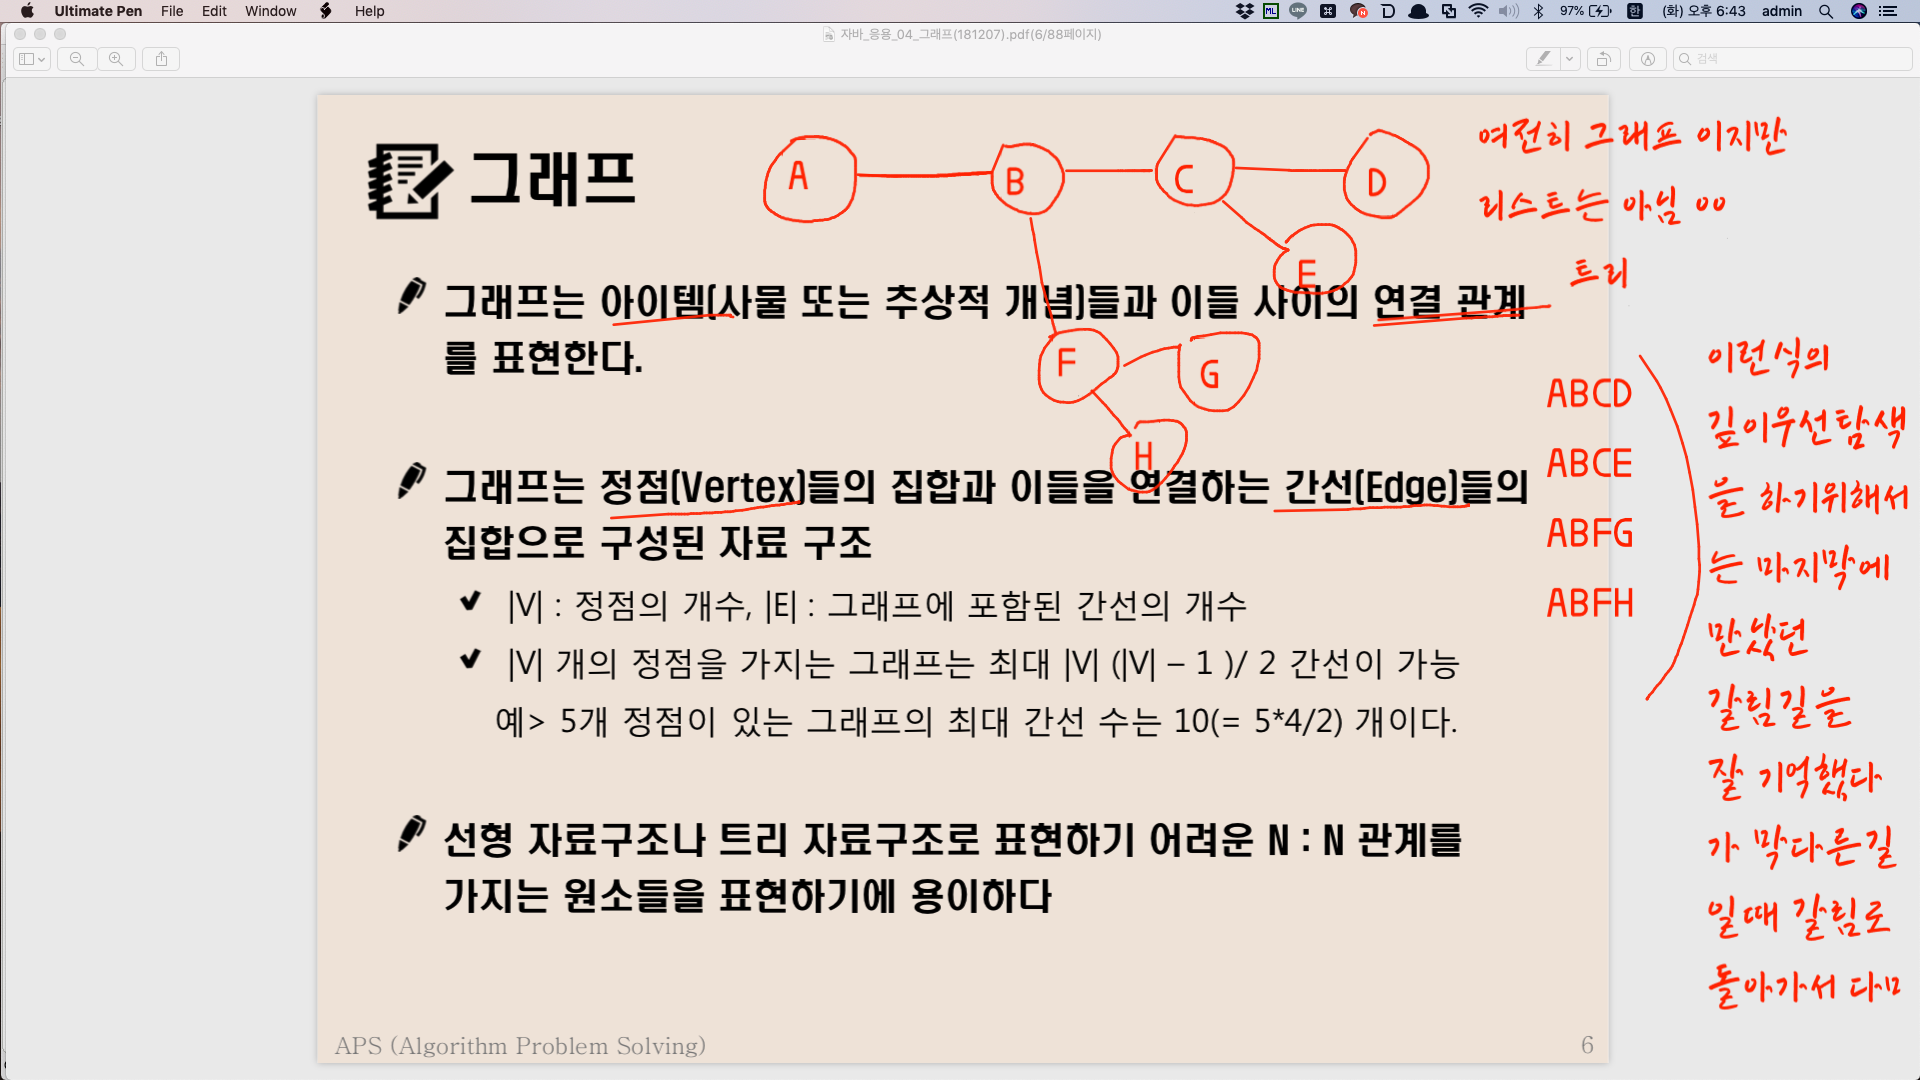 Ultimate Pen File Edit Window Help
97% 한 (화) 오후 6:43 admin
자바_응용_04_그래프(181207).pdf(6/88페이지)
검색
그래프
A B C D
E
F G
H
여전히 그래프 이지만
리스트는 아님 ㅇㅇ
트리
그래프는 아이템(사물 또는 추상적 개념)들과 이들 사이의 연결 관계
를 표현한다.
그래프는 정점(Vertex)들의 집합과 이들을 연결하는 간선(Edge)들의
집합으로 구성된 자료 구조
|V| : 정점의 개수, |E| : 그래프에 포함된 간선의 개수
|V| 개의 정점을 가지는 그래프는 최대 |V| (|V| – 1 )/ 2 간선이 가능
예> 5개 정점이 있는 그래프의 최대 간선 수는 10(= 5*4/2) 개이다.
선형 자료구조나 트리 자료구조로 표현하기 어려운 N : N 관계를
가지는 원소들을 표현하기에 용이하다
ABCD
ABCE
ABFG
ABFH
이런식의
깊이우선탐색
을 하기위해서
는 마지막에
만났던
갈림길을
잘 기억했다
가 막다른길
일때 갈림로
돌아가서 다ㅁ
APS (Algorithm Problem Solving)
6